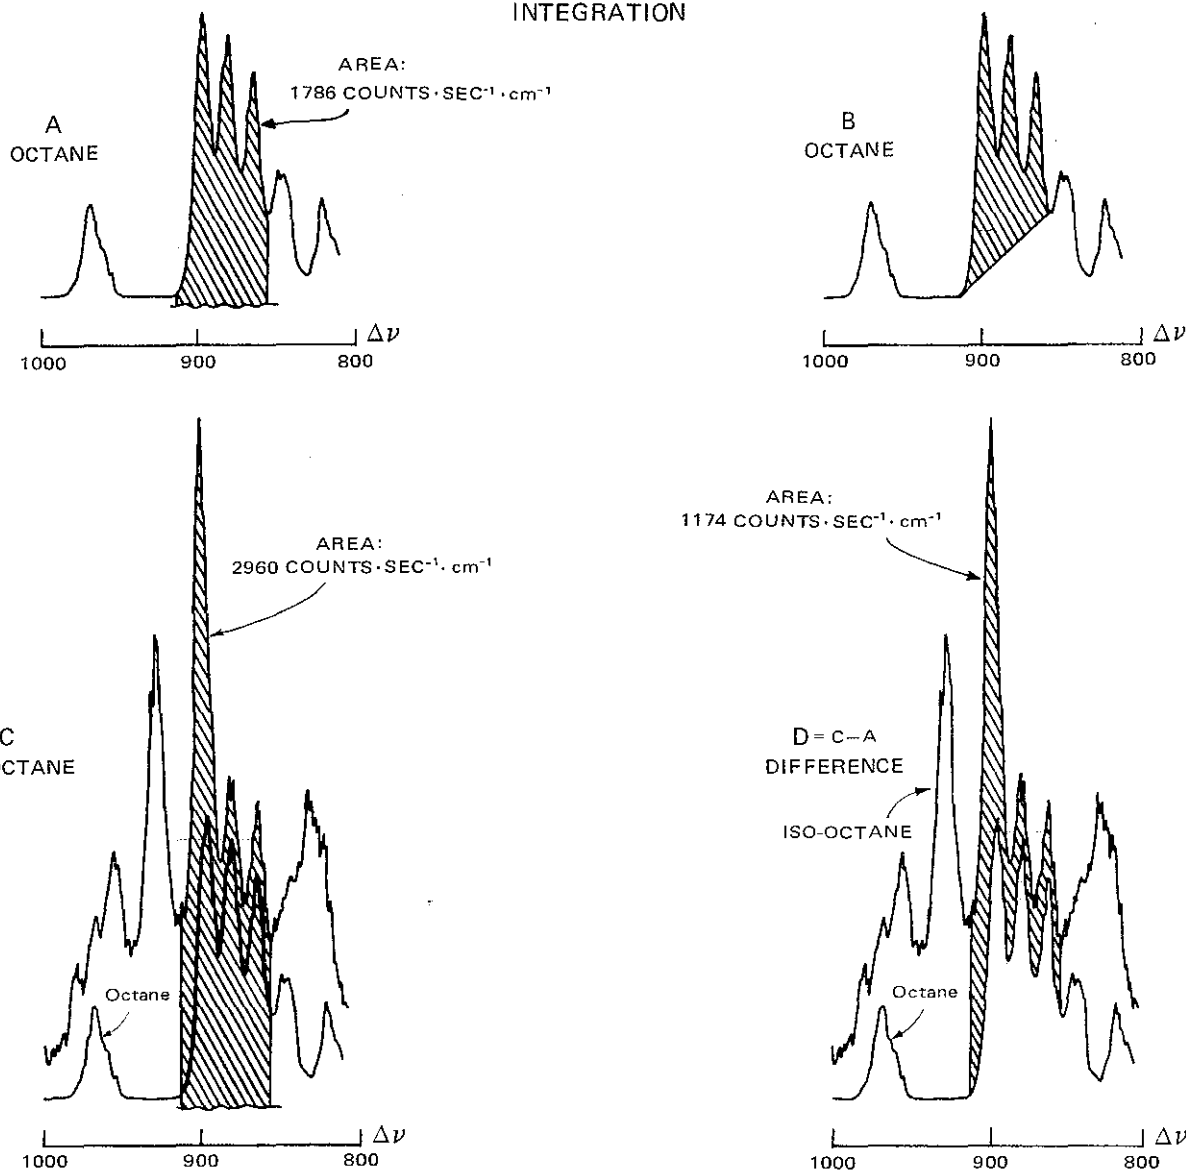 INTEGRATION
AREA:
1786 COUNTS·SEC⁻¹·cm⁻¹
A
OCTANE
Δν
1000 900 800
B
OCTANE
Δν
1000 900 800
AREA:
2960 COUNTS·SEC⁻¹·cm⁻¹
C
CTANE
Octane
Δν
1000 900 800
AREA:
1174 COUNTS·SEC⁻¹·cm⁻¹
D = C–A
DIFFERENCE
ISO-OCTANE
Octane
Δν
1000 900 800